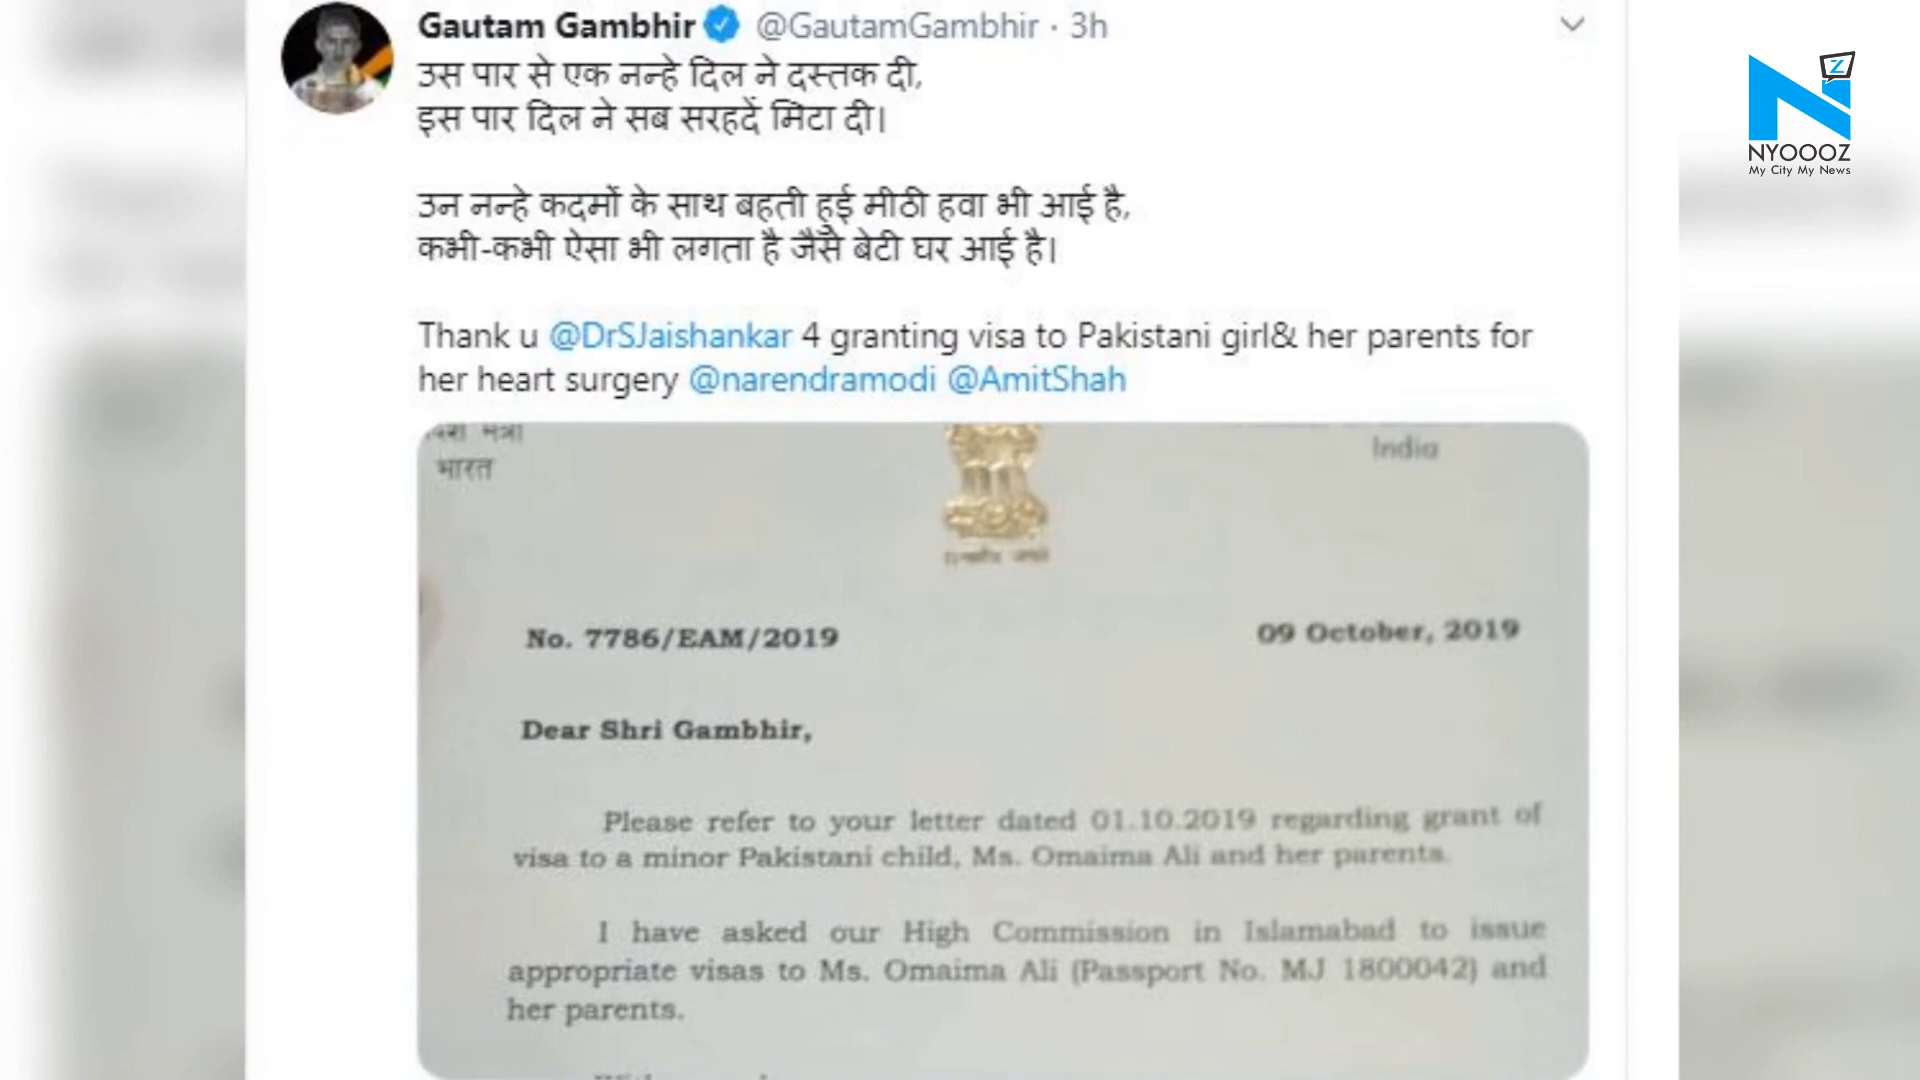 Gautam Gambhir @GautamGambhir · 3h
उस पार से एक नन्हे दिल ने दस्तक दी,
इस पार दिल ने सब सरहदें मिटा दी।
उन नन्हे कदमों के साथ बहती हुई मीठी हवा भी आई है,
कभी-कभी ऐसा भी लगता है जैसे बेटी घर आई है।
Thank u @DrSJaishankar 4 granting visa to Pakistani girl& her parents for
her heart surgery @narendramodi @AmitShah
भारत
India
No. 7786/EAM/2019
09 October, 2019
Dear Shri Gambhir,
Please refer to your letter dated 01.10.2019 regarding grant of
visa to a minor Pakistani child, Ms. Omaima Ali and her parents.
I have asked our High Commission in Islamabad to issue
appropriate visas to Ms. Omaima Ali (Passport No. MJ 1800042) and
her parents.
Z
NYOOOZ
My City My News